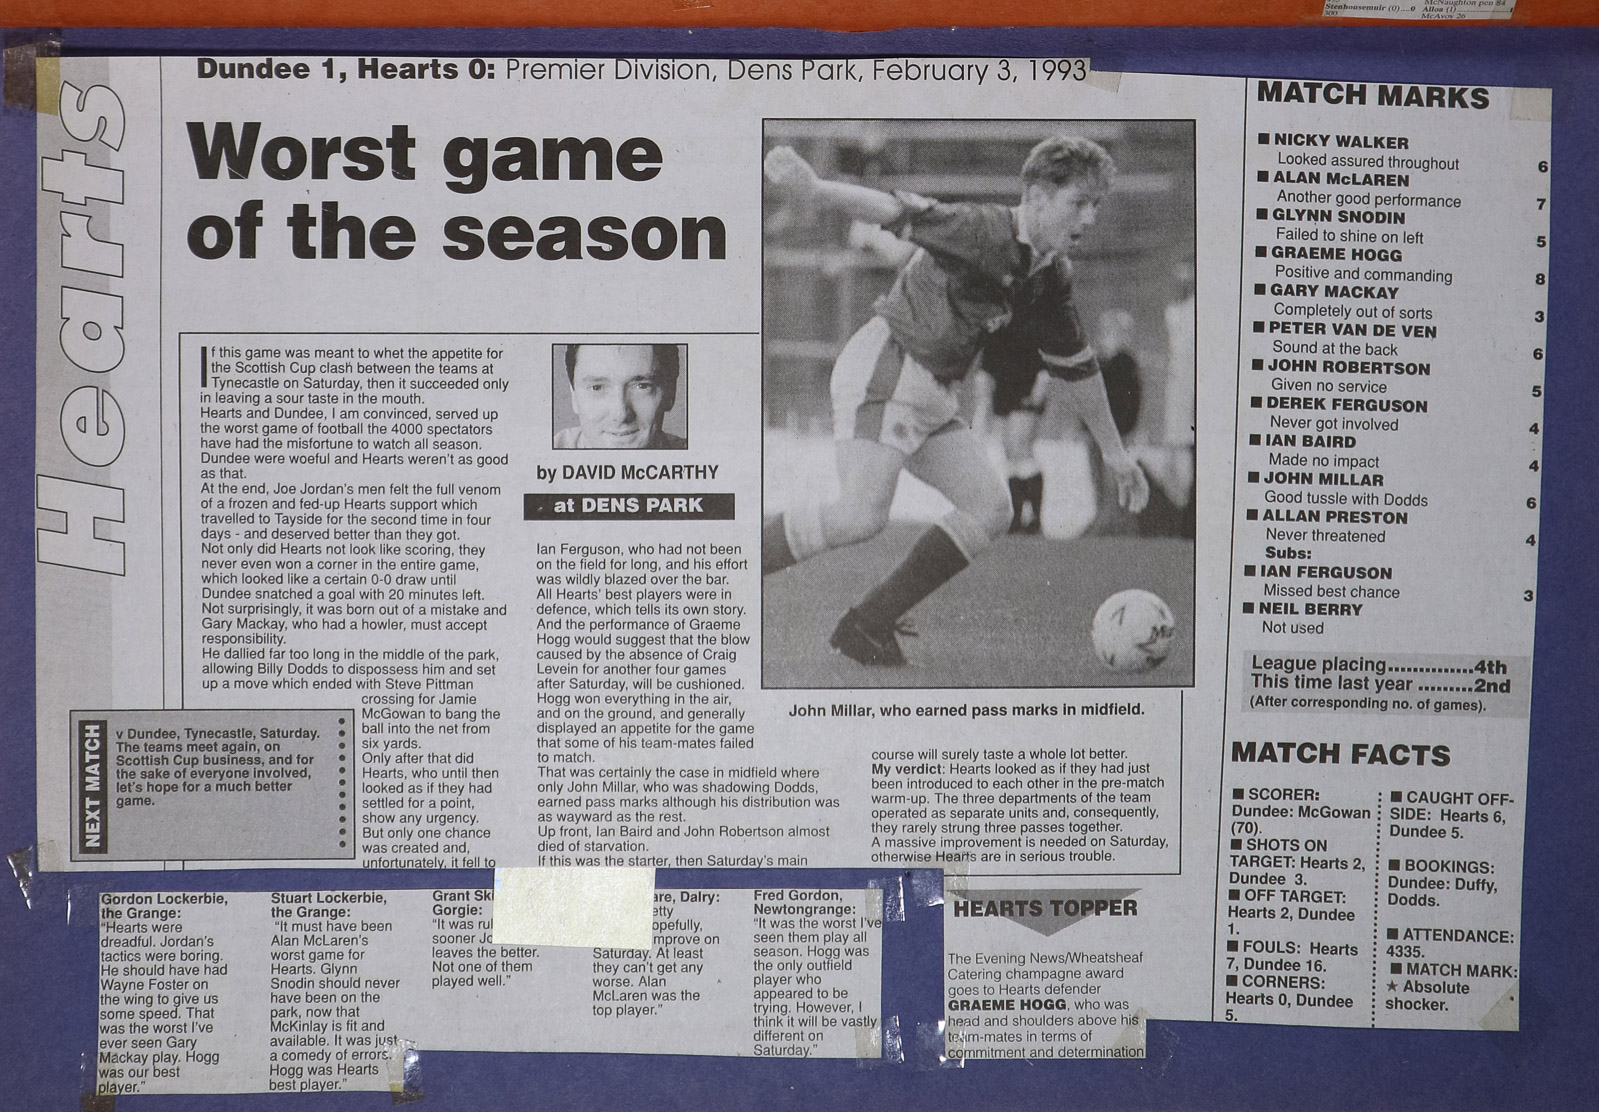 Stenhousemuir (0)....0
McNaughton pen 84
Alloa (1)
McAvoy 26
300
Hearts
Dundee 1, Hearts 0: Premier Division, Dens Park, February 3, 1993
Worst game
of the season
If this game was meant to whet the appetite for
the Scottish Cup clash between the teams at
Tynecastle on Saturday, then it succeeded only
in leaving a sour taste in the mouth.
Hearts and Dundee, I am convinced, served up
the worst game of football the 4000 spectators
have had the misfortune to watch all season.
Dundee were woeful and Hearts weren't as good
as that.
At the end, Joe Jordan's men felt the full venom
of a frozen and fed-up Hearts support which
travelled to Tayside for the second time in four
days - and deserved better than they got.
Not only did Hearts not look like scoring, they
never even won a corner in the entire game,
which looked like a certain 0-0 draw until
Dundee snatched a goal with 20 minutes left.
Not surprisingly, it was born out of a mistake and
Gary Mackay, who had a howler, must accept
responsibility.
He dallied far too long in the middle of the park,
allowing Billy Dodds to dispossess him and set
up a move which ended with Steve Pittman
crossing for Jamie
McGowan to bang the
ball into the net from
six yards.
Only after that did
Hearts, who until then
looked as if they had
settled for a point,
show any urgency.
But only one chance
was created and,
unfortunately, it fell to
NEXT MATCH
v Dundee, Tynecastle, Saturday.
The teams meet again, on
Scottish Cup business, and for
the sake of everyone involved,
let's hope for a much better
game.
by DAVID McCARTHY
at DENS PARK
Ian Ferguson, who had not been
on the field for long, and his effort
was wildly blazed over the bar.
All Hearts' best players were in
defence, which tells its own story.
And the performance of Graeme
Hogg would suggest that the blow
caused by the absence of Craig
Levein for another four games
after Saturday, will be cushioned.
Hogg won everything in the air,
and on the ground, and generally
displayed an appetite for the game
that some of his team-mates failed
to match.
That was certainly the case in midfield where
only John Millar, who was shadowing Dodds,
earned pass marks although his distribution was
as wayward as the rest.
Up front, Ian Baird and John Robertson almost
died of starvation.
If this was the starter, then Saturday's main
John Millar, who earned pass marks in midfield.
course will surely taste a whole lot better.
My verdict: Hearts looked as if they had just
been introduced to each other in the pre-match
warm-up. The three departments of the team
operated as separate units and, consequently,
they rarely strung three passes together.
A massive improvement is needed on Saturday,
otherwise Hearts are in serious trouble.
MATCH MARKS
■ NICKY WALKER
Looked assured throughout 6
■ ALAN McLAREN
Another good performance 7
■ GLYNN SNODIN
Failed to shine on left 5
■ GRAEME HOGG
Positive and commanding 8
■ GARY MACKAY
Completely out of sorts 3
■ PETER VAN DE VEN
Sound at the back 6
■ JOHN ROBERTSON
Given no service 5
■ DEREK FERGUSON
Never got involved 4
■ IAN BAIRD
Made no impact 4
■ JOHN MILLAR
Good tussle with Dodds 6
■ ALLAN PRESTON
Never threatened 4
Subs:
■ IAN FERGUSON
Missed best chance 3
■ NEIL BERRY
Not used
League placing..............4th
This time last year .........2nd
(After corresponding no. of games).
MATCH FACTS
■ SCORER:
Dundee: McGowan
(70).
■ SHOTS ON
TARGET: Hearts 2,
Dundee 3.
■ OFF TARGET:
Hearts 2, Dundee
1.
■ FOULS: Hearts
7, Dundee 16.
■ CORNERS:
Hearts 0, Dundee
5.
■ CAUGHT OFF-
SIDE: Hearts 6,
Dundee 5.
■ BOOKINGS:
Dundee: Duffy,
Dodds.
■ ATTENDANCE:
4335.
■ MATCH MARK:
★ Absolute
shocker.
Gordon Lockerbie,
the Grange:
"Hearts were
dreadful. Jordan's
tactics were boring.
He should have had
Wayne Foster on
the wing to give us
some speed. That
was the worst I've
ever seen Gary
Mackay play. Hogg
was our best
player."
Stuart Lockerbie,
the Grange:
"It must have been
Alan McLaren's
worst game for
Hearts. Glynn
Snodin should never
have been on the
park, now that
McKinlay is fit and
available. It was just
a comedy of errors.
Hogg was Hearts
best player."
Grant Ski
Gorgie:
"It was ru
sooner Jo
leaves the better.
Not one of them
played well."
are, Dalry:
etty
opefully,
mprove on
Saturday. At least
they can't get any
worse. Alan
McLaren was the
top player."
Fred Gordon,
Newtongrange:
"It was the worst I've
seen them play all
season. Hogg was
the only outfield
player who
appeared to be
trying. However, I
think it will be vastly
different on
Saturday."
HEARTS TOPPER
The Evening News/Wheatsheaf
Catering champagne award
goes to Hearts defender
GRAEME HOGG, who was
head and shoulders above his
team-mates in terms of
commitment and determination